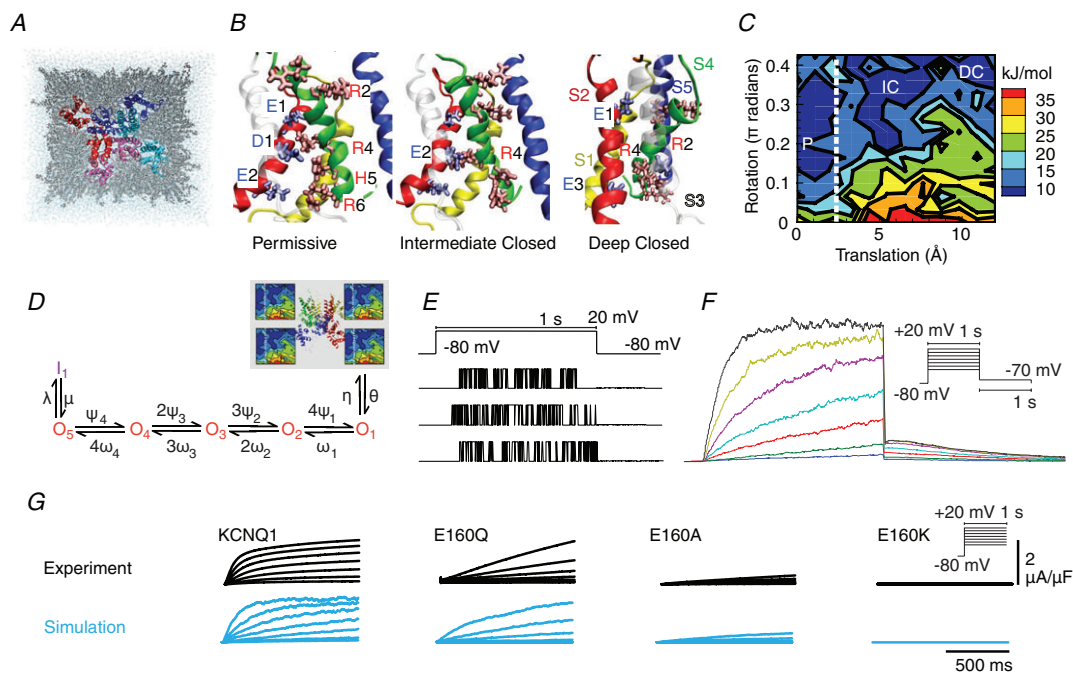 A
B
E1
D1
E2
R2
R4
H5
R6
Permissive
E2
R4
Intermediate Closed
S2
S4
S5
E1
R4
R2
S1
E3
S3
Deep Closed
C
Rotation (π radians)
0.4
0.3
0.2
0.1
0
P
IC
DC
0
5
10
Translation (Å)
kJ/mol
35
30
25
20
15
10
D
I1
λ
μ
ψ4
2ψ3
3ψ2
4ψ1
η
θ
O5
O4
O3
O2
O1
4ω4
3ω3
2ω2
ω1
E
1 s
20 mV
-80 mV
-80 mV
F
+20 mV 1 s
-70 mV
-80 mV
1 s
G
KCNQ1
E160Q
E160A
E160K
+20 mV 1 s
-80 mV
2
μA/μF
Experiment
Simulation
500 ms